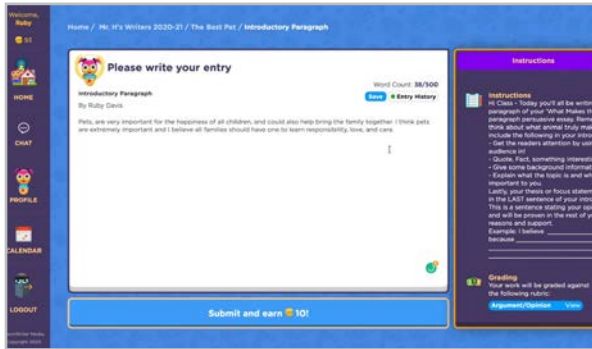 Welcome,
Ruby
Home / Mr. H's Writers 2020-21 / The Best Pet / Introductory Paragraph
HOME
CHAT
PROFILE
CALENDAR
LOGOUT
Please write your entry
Word Count: 38/500
Save
Entry History
Introductory Paragraph
By Ruby Davis
Pets, are very important for the happiness of all children, and could also help bring the family together. I think pets
are extremely important and I believe all families should have one to learn responsibility, love, and care.
Submit and earn 10!
Instructions
Instructions
Hi Class - Today you'll all be writing
paragraph of your "What Makes th
paragraph persuasive essay. Reme
think about what animal truly mak
include the following in your intro
- Get the readers attention by usin
audience in!
- Quote, Fact, something interesti
- Give some background informat
- Explain what the topic is and wh
important to you.
Lastly, your thesis or focus statem
in the LAST sentence of your intro
This is a sentence stating your opi
and will be proven in the rest of yo
reasons and support.
Example: I believe
because
Grading
Your work will be graded against
the following rubric:
Argument/Opinion View